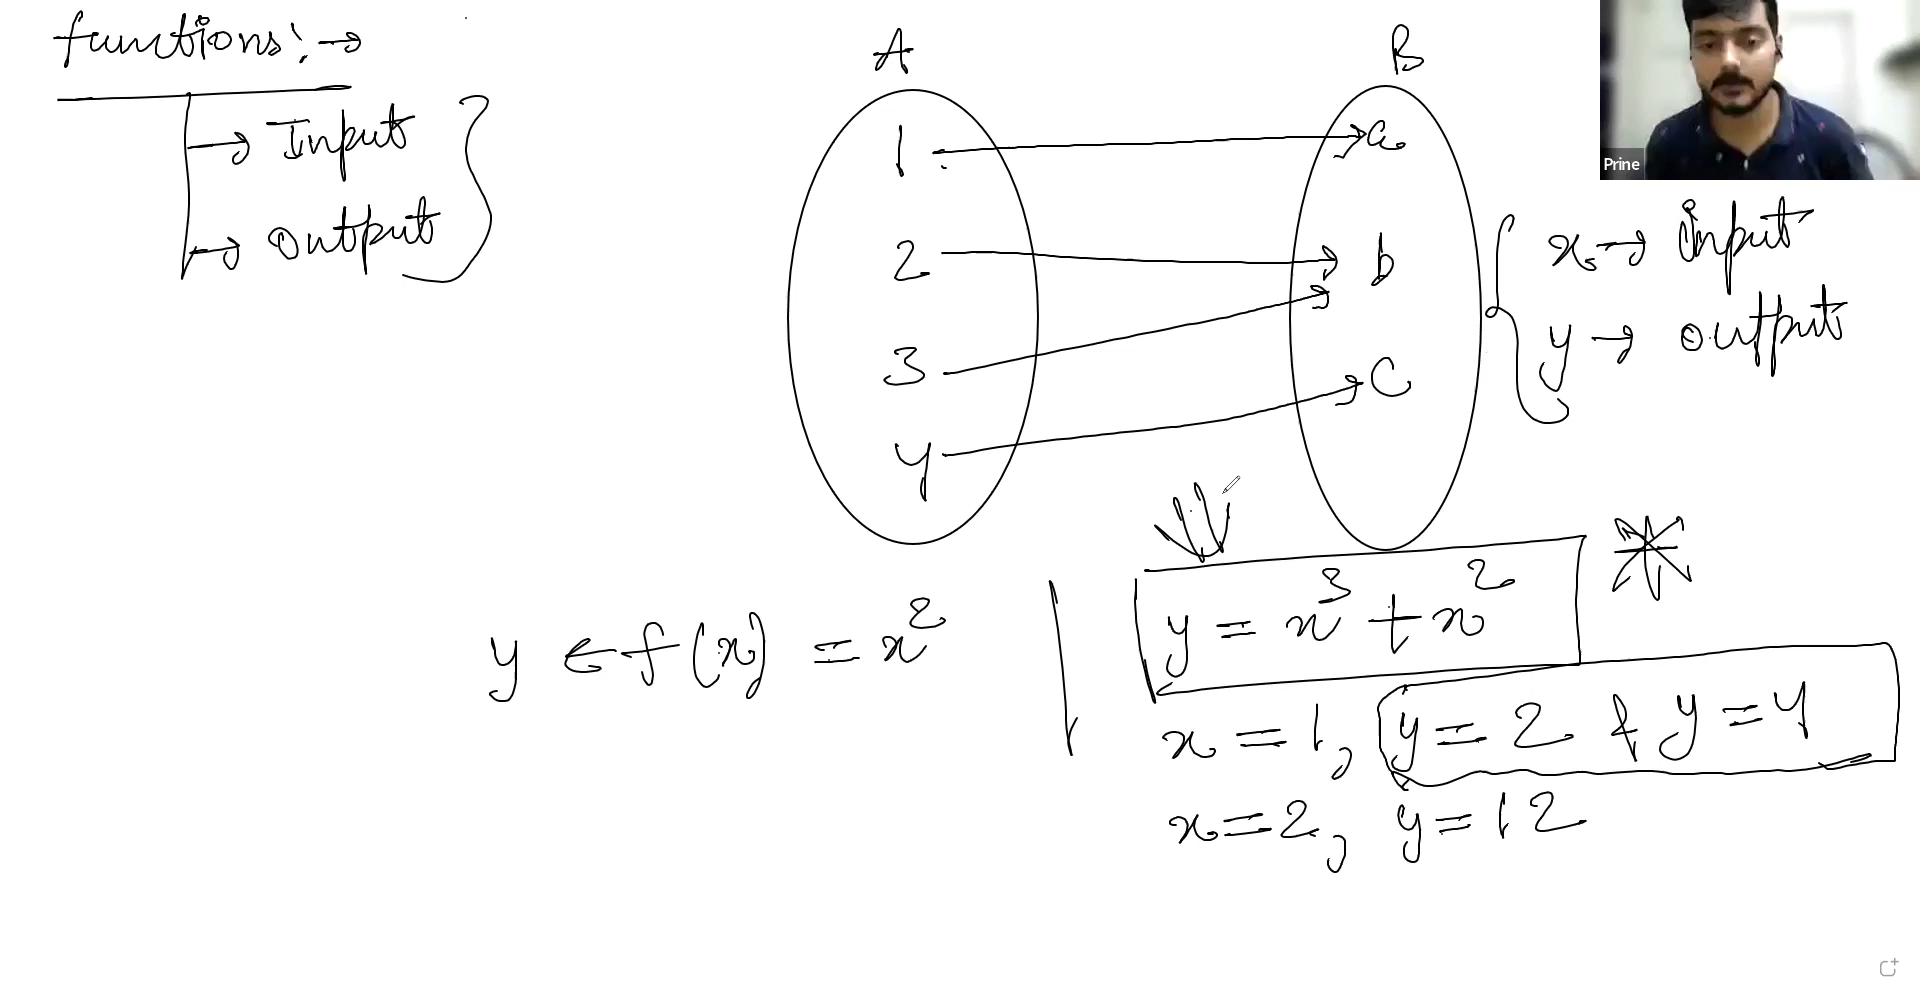 functions:→
→ Input
→ Output
A
B
1
2
3
4
a
b
c
x → input
y → output
Prine
y ← f(x) = x²
y = x³ + x²
x = 1, y = 2 & y = 4
x = 2, y = 12